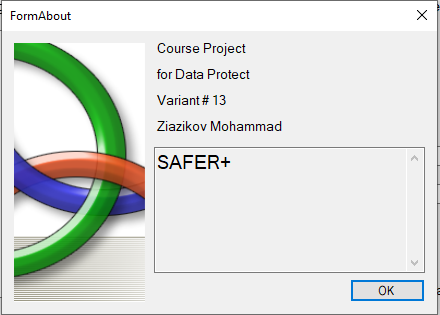 FormAbout
Course Project
for Data Protect
Variant # 13
Ziazikov Mohammad
SAFER+
OK